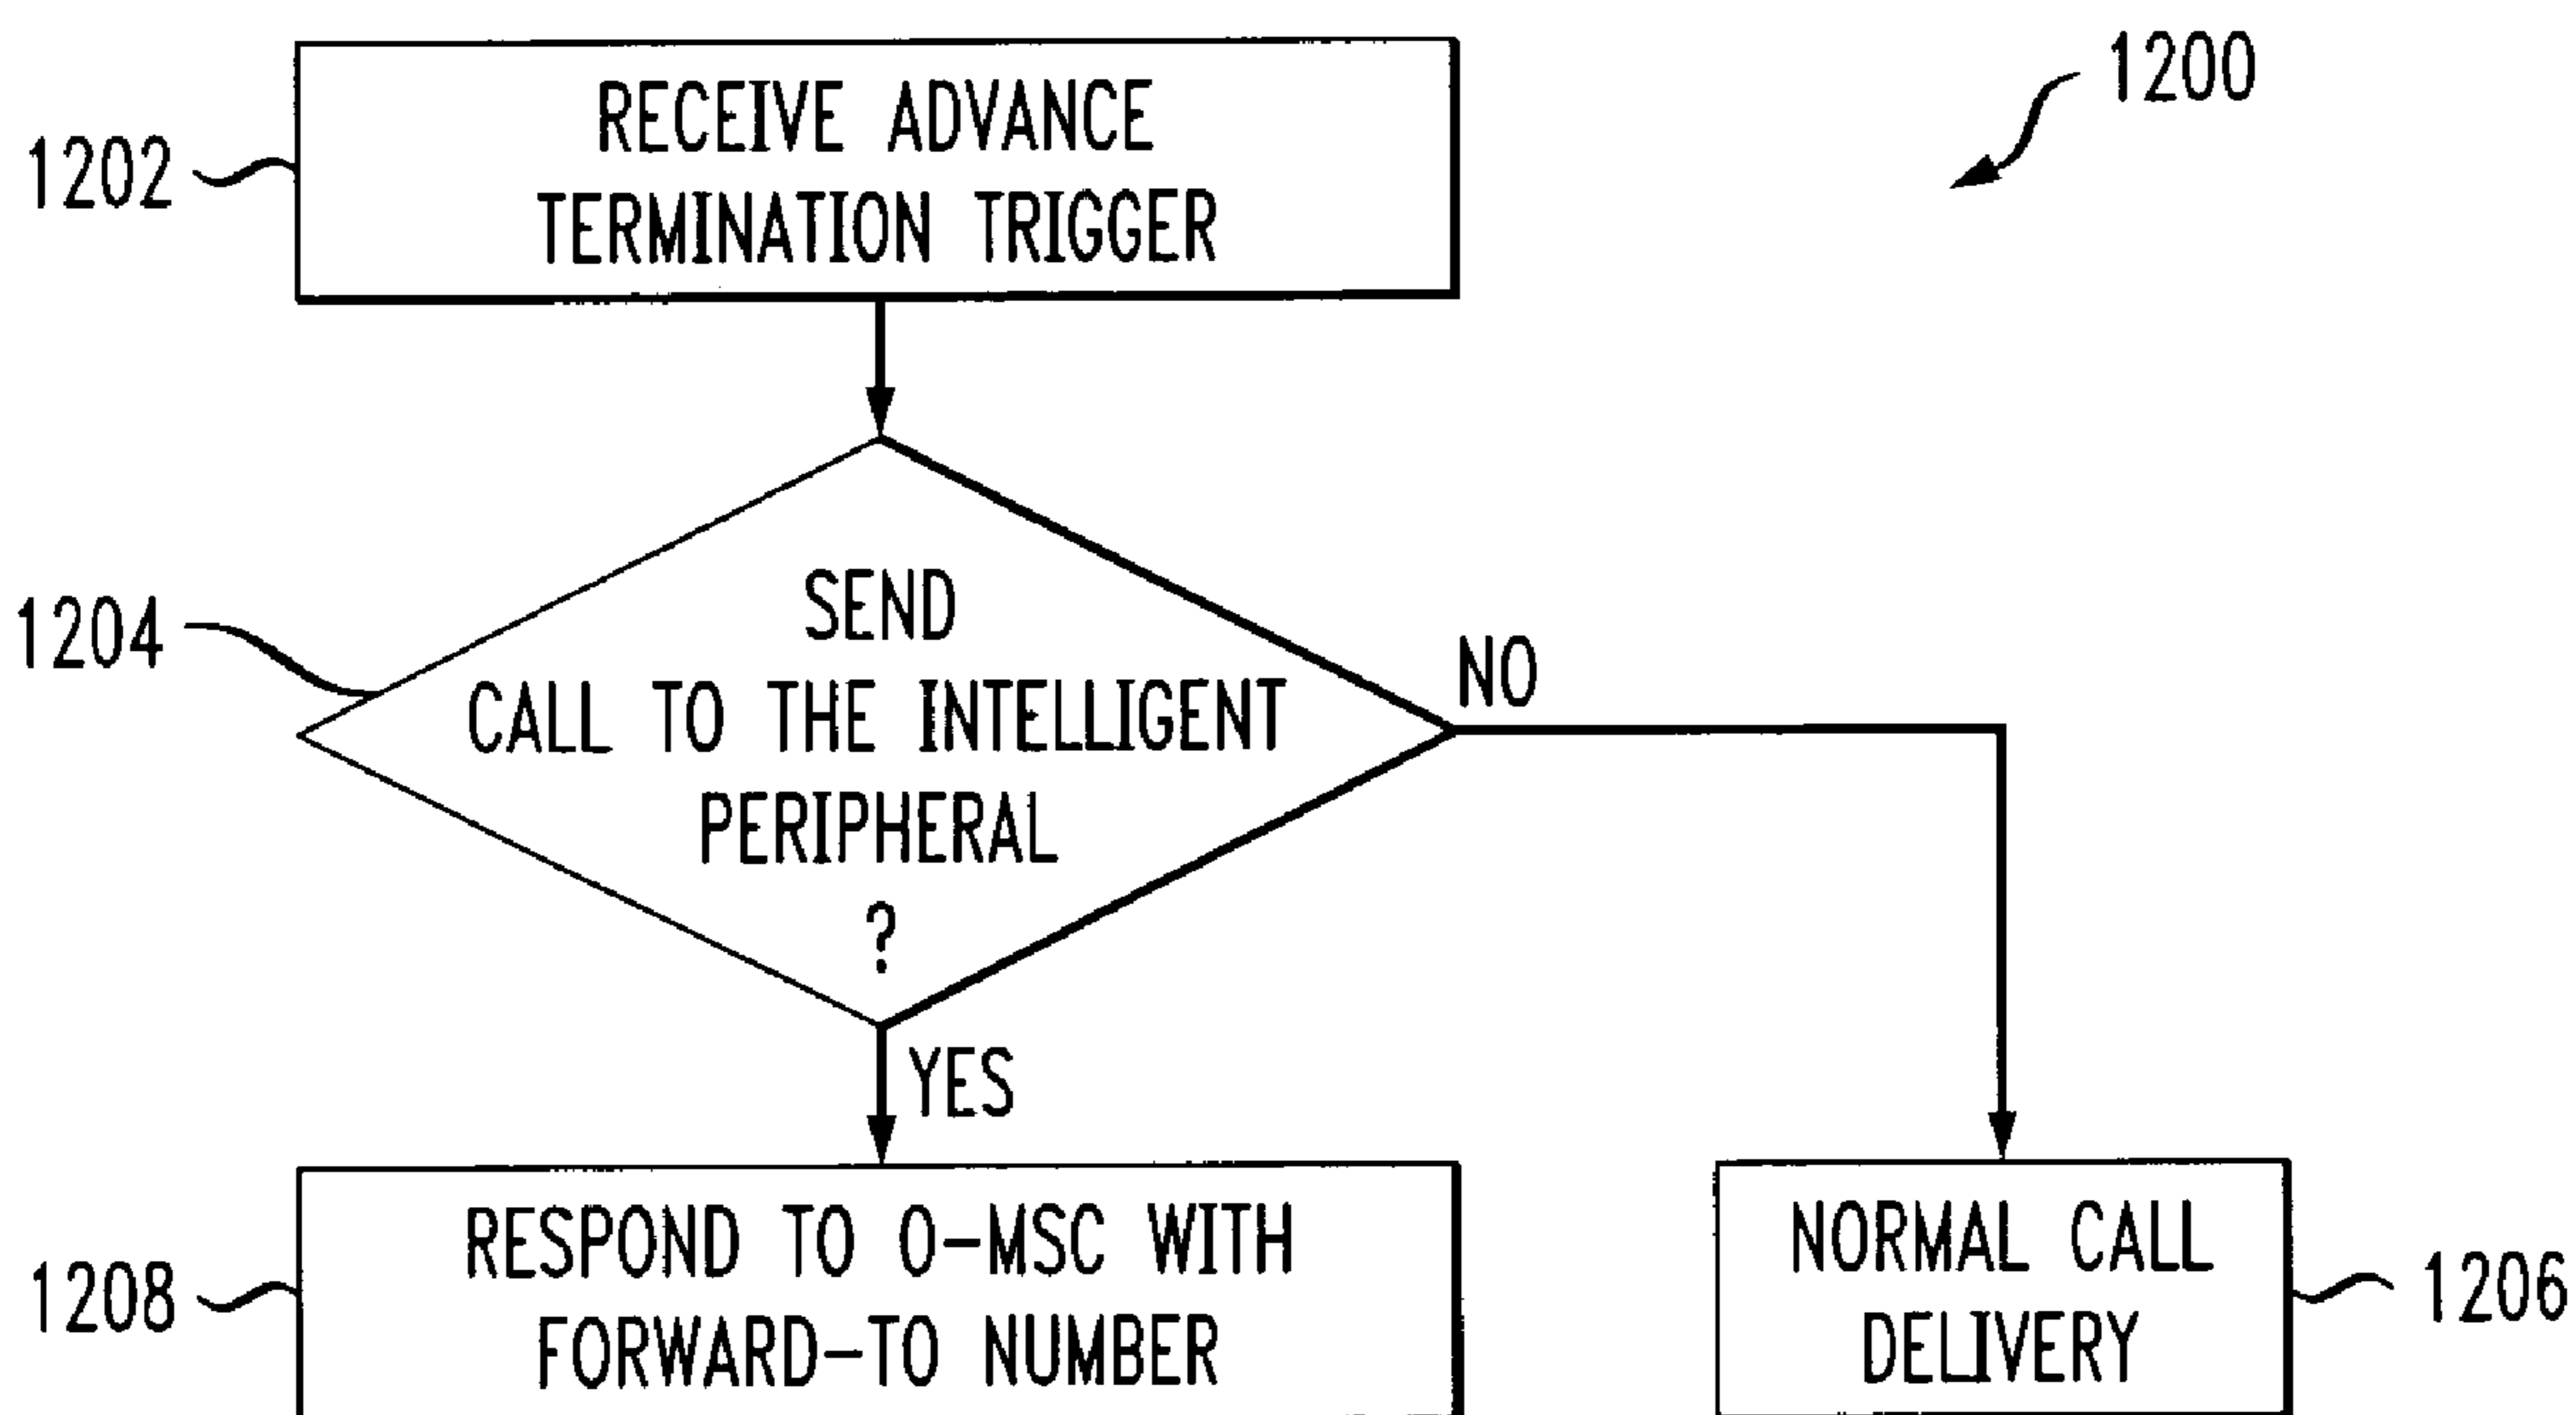 1200
1202
RECEIVE ADVANCE
TERMINATION TRIGGER
1204
SEND
CALL TO THE INTELLIGENT
PERIPHERAL
?
NO
YES
1208
RESPOND TO O-MSC WITH
FORWARD-TO NUMBER
NORMAL CALL
DELIVERY
1206